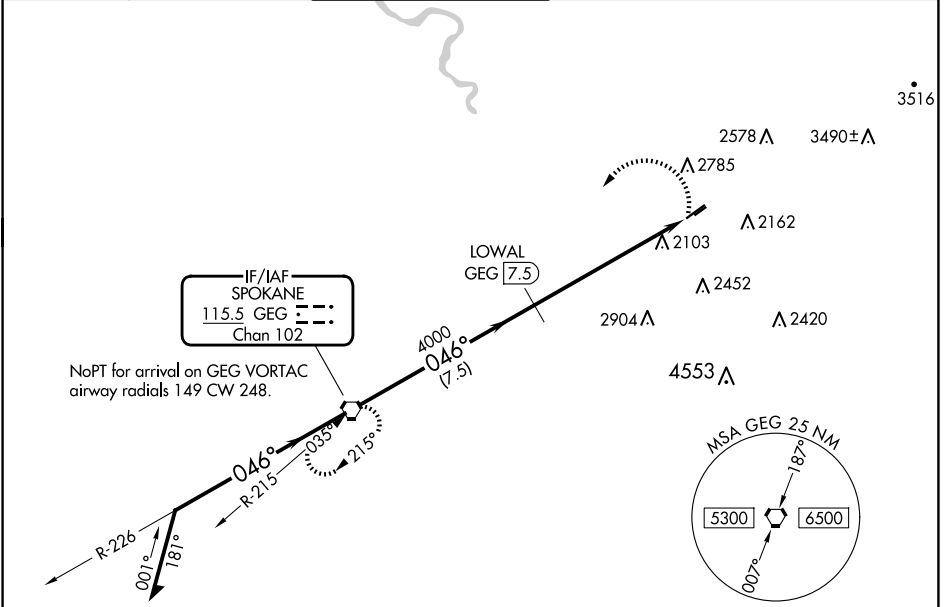 3516
2578
3490±
2785
2162
2103
LOWAL
GEG 7.5
2452
IF/IAF
SPOKANE
115.5 GEG
Chan 102
2904
2420
4000
046°
(7.5)
NoPT for arrival on GEG VORTAC
airway radials 149 CW 248.
4553
035°
215°
046°
R-215
MSA GEG 25 NM
187°
5300
6500
R-226
001°
181°
007°